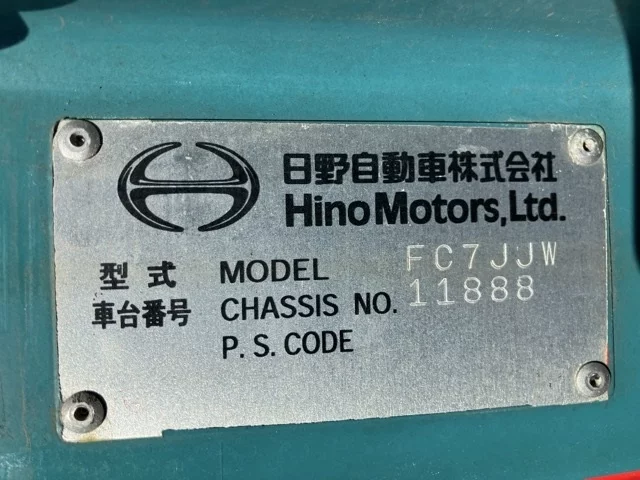 日野自動車株式会社
Hino Motors, Ltd.
型式 MODEL FC7JJW
車台番号 CHASSIS NO. 11888
P.S.CODE